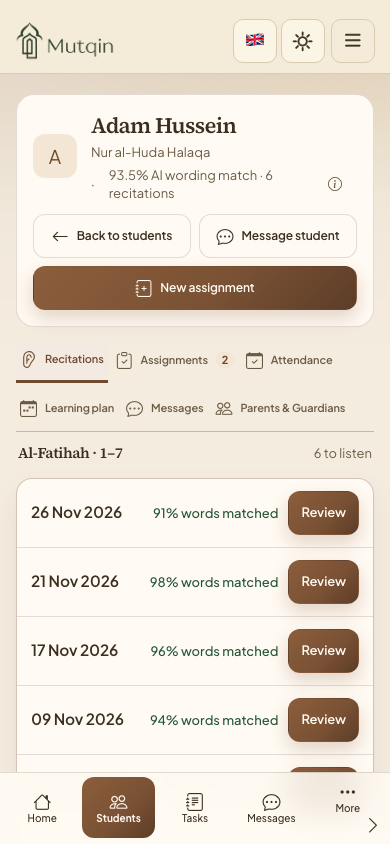 Mutqin
Adam Hussein
A
Nur al-Huda Halaqa
· 93.5% AI wording match · 6
recitations
Back to students
Message student
New assignment
Recitations
Assignments 2
Attendance
Learning plan
Messages
Parents & Guardians
Al-Fatihah · 1–7
6 to listen
26 Nov 2026 91% words matched Review
21 Nov 2026 98% words matched Review
17 Nov 2026 96% words matched Review
09 Nov 2026 94% words matched Review
Home
Students
Tasks
Messages
More